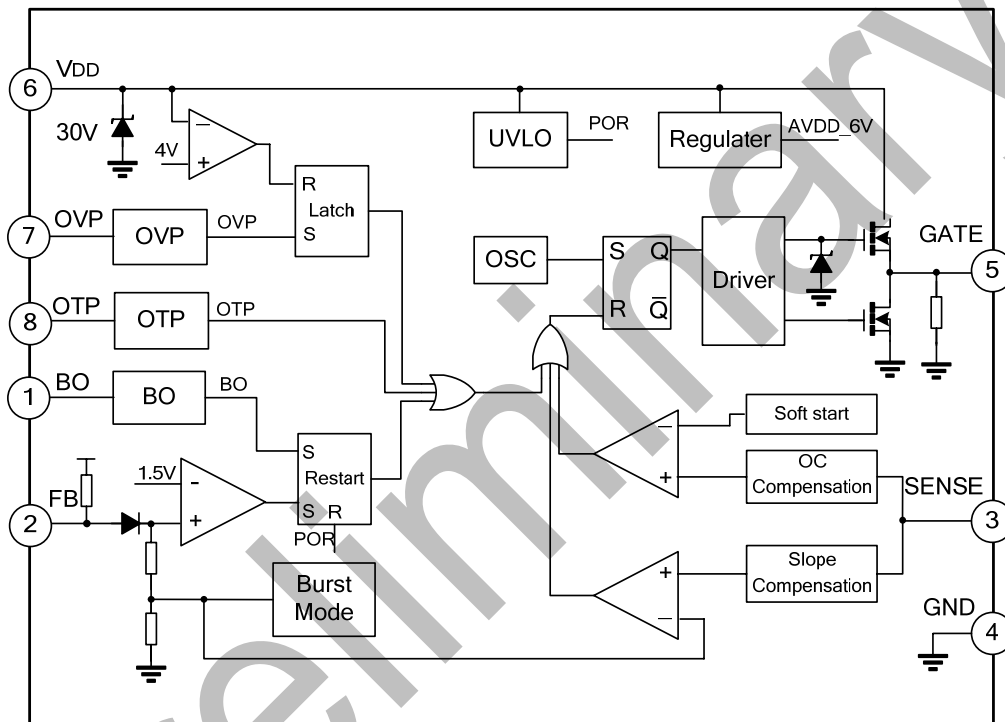 VDD
6
30V
4V
−
+
R
Latch
S
UVLO
POR
Regulater
AVDD_6V
7
OVP
OVP
OVP
OSC
S
Q
R
Q̅
Driver
GATE
5
8
OTP
OTP
OTP
1
BO
BO
BO
S
Restart
S
R
POR
1.5V
-
+
FB
2
Burst
Mode
Soft start
−
+
OC
Compensation
SENSE
3
Slope
Compensation
+
−
GND
4